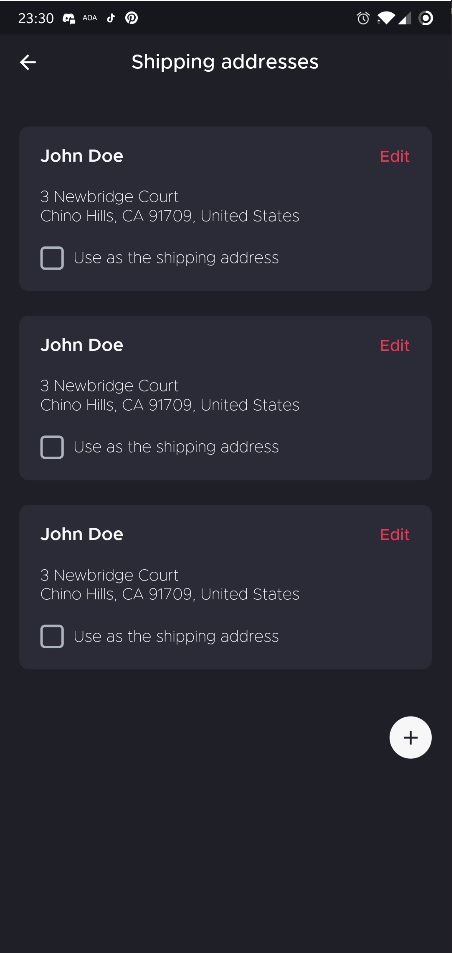 23:30 AOA
Shipping addresses
John Doe Edit
3 Newbridge Court
Chino Hills, CA 91709, United States
Use as the shipping address
John Doe Edit
3 Newbridge Court
Chino Hills, CA 91709, United States
Use as the shipping address
John Doe Edit
3 Newbridge Court
Chino Hills, CA 91709, United States
Use as the shipping address
+